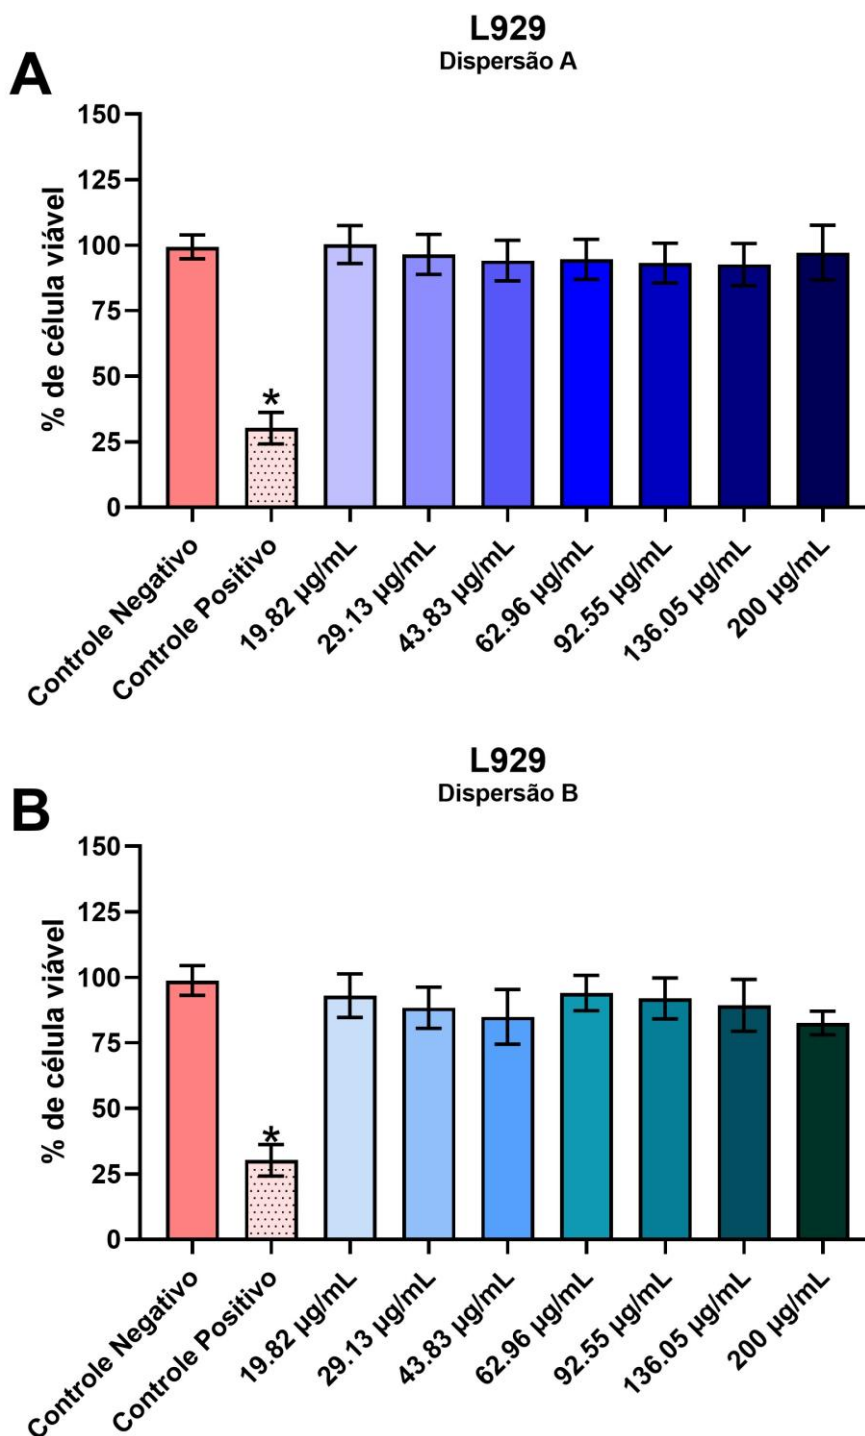 L929
Dispersão A
A
% de célula viável
150
125
100
75
50
25
0
*
Controle Negativo
Controle Positivo
19.82 µg/mL
29.13 µg/mL
43.83 µg/mL
62.96 µg/mL
92.55 µg/mL
136.05 µg/mL
200 µg/mL
L929
Dispersão B
B
% de célula viável
150
125
100
75
50
25
0
*
Controle Negativo
Controle Positivo
19.82 µg/mL
29.13 µg/mL
43.83 µg/mL
62.96 µg/mL
92.55 µg/mL
136.05 µg/mL
200 µg/mL